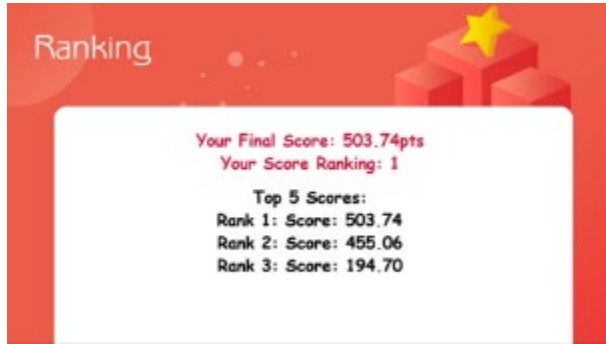 Ranking
Your Final Score: 503.74pts
Your Score Ranking: 1
Top 5 Scores:
Rank 1: Score: 503.74
Rank 2: Score: 455.06
Rank 3: Score: 194.70